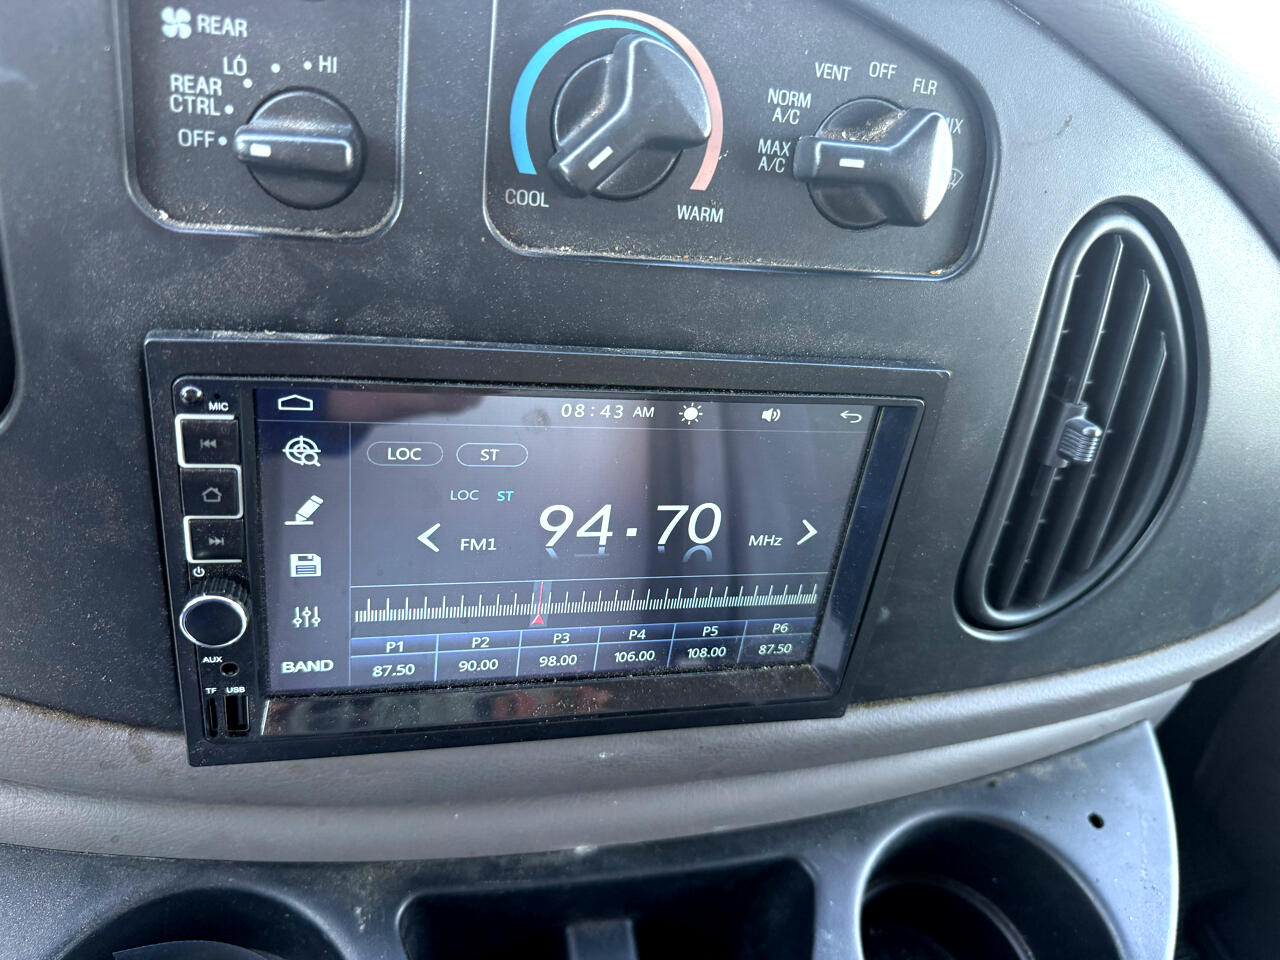 REAR
LO
HI
REAR
CTRL
OFF
COOL
WARM
VENT
OFF
FLR
NORM
A/C
MAX
A/C
MIC
08:43 AM
LOC
ST
LOC ST
FM1
94.70
MHz
P1 P2 P3 P4 P5 P6
87.50 90.00 98.00 106.00 108.00 87.50
BAND
AUX
TF USB